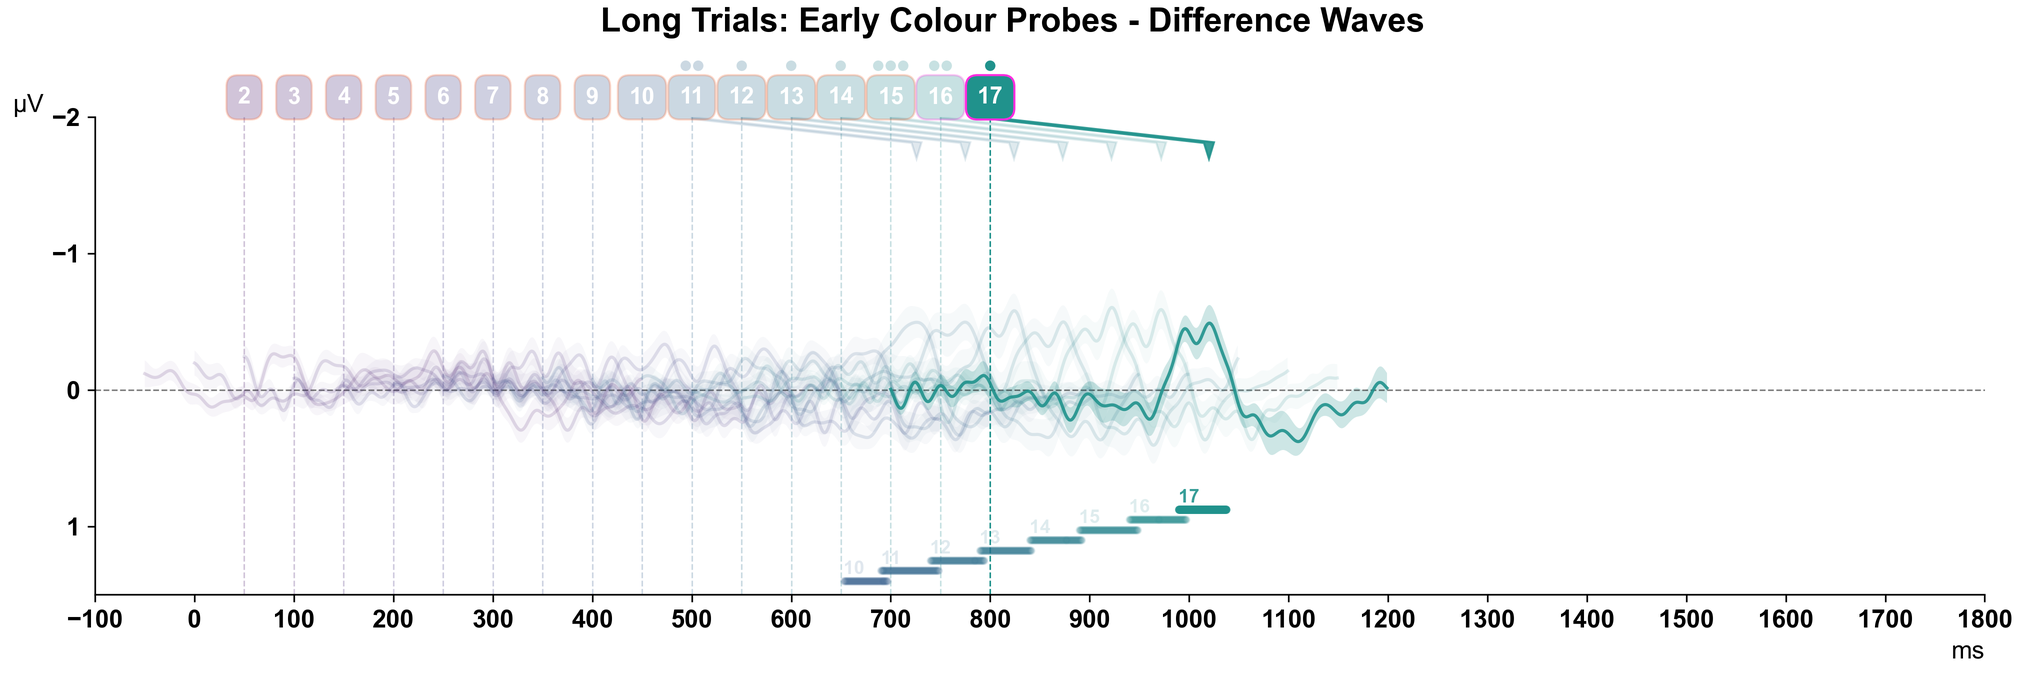 Long Trials: Early Colour Probes - Difference Waves
2 3 4 5 6 7 8 9 10 11 12 13 14 15 16 17
µV
−2
−1
0
1
17
16
15
14
13
12
11
10
−100 0 100 200 300 400 500 600 700 800 900 1000 1100 1200 1300 1400 1500 1600 1700 1800
ms